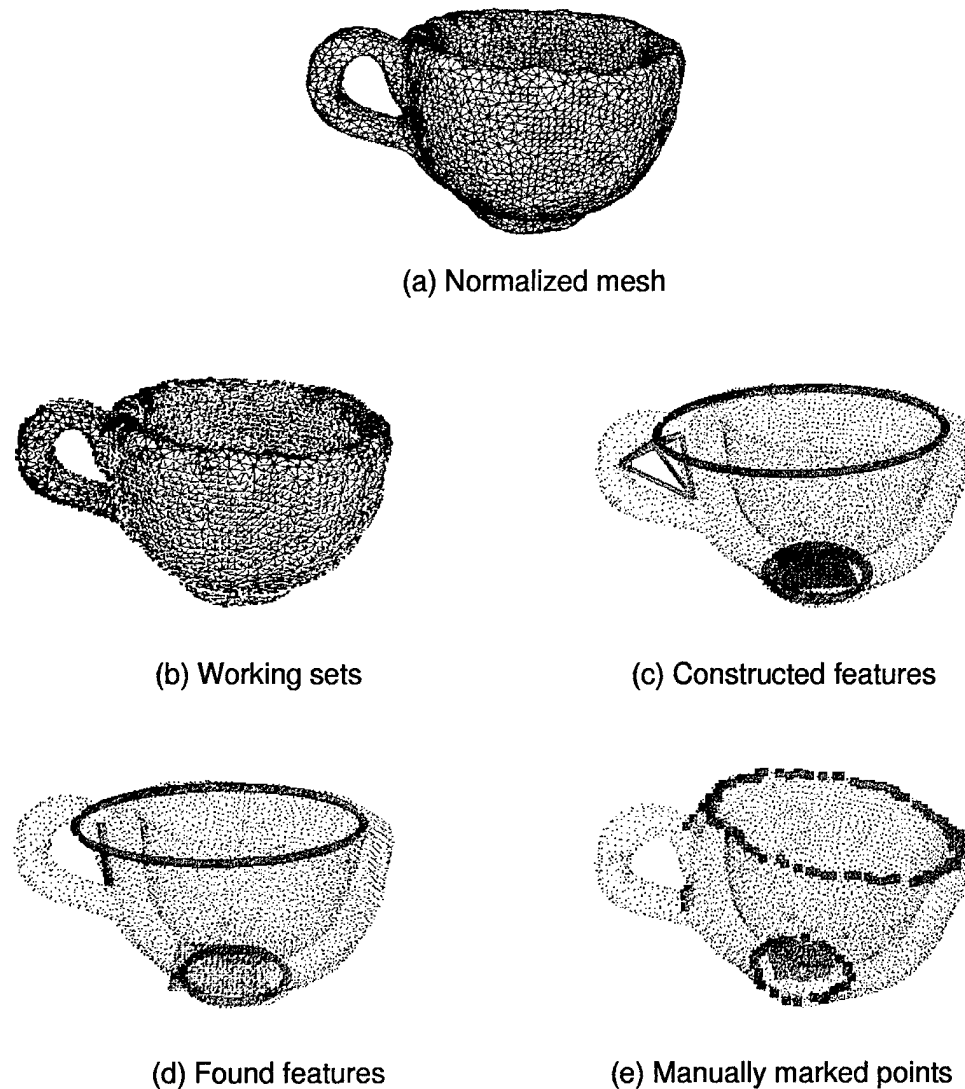 (a) Normalized mesh
(b) Working sets
(c) Constructed features
(d) Found features
(e) Manually marked points